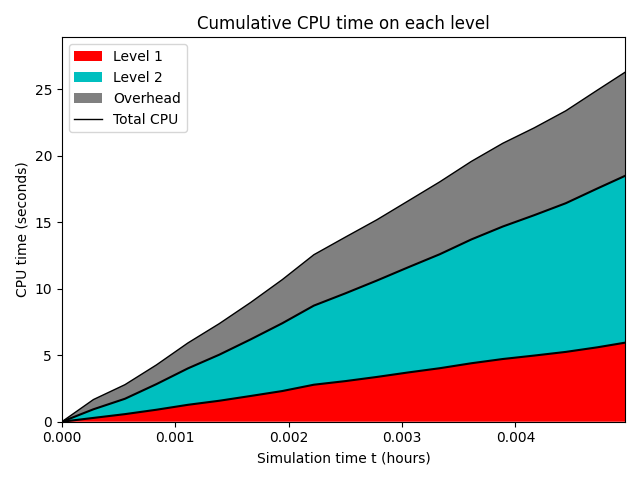 Cumulative CPU time on each level
Level 1
Level 2
Overhead
Total CPU
CPU time (seconds)
25
20
15
10
5
0
0.000
0.001
0.002
0.003
0.004
Simulation time t (hours)